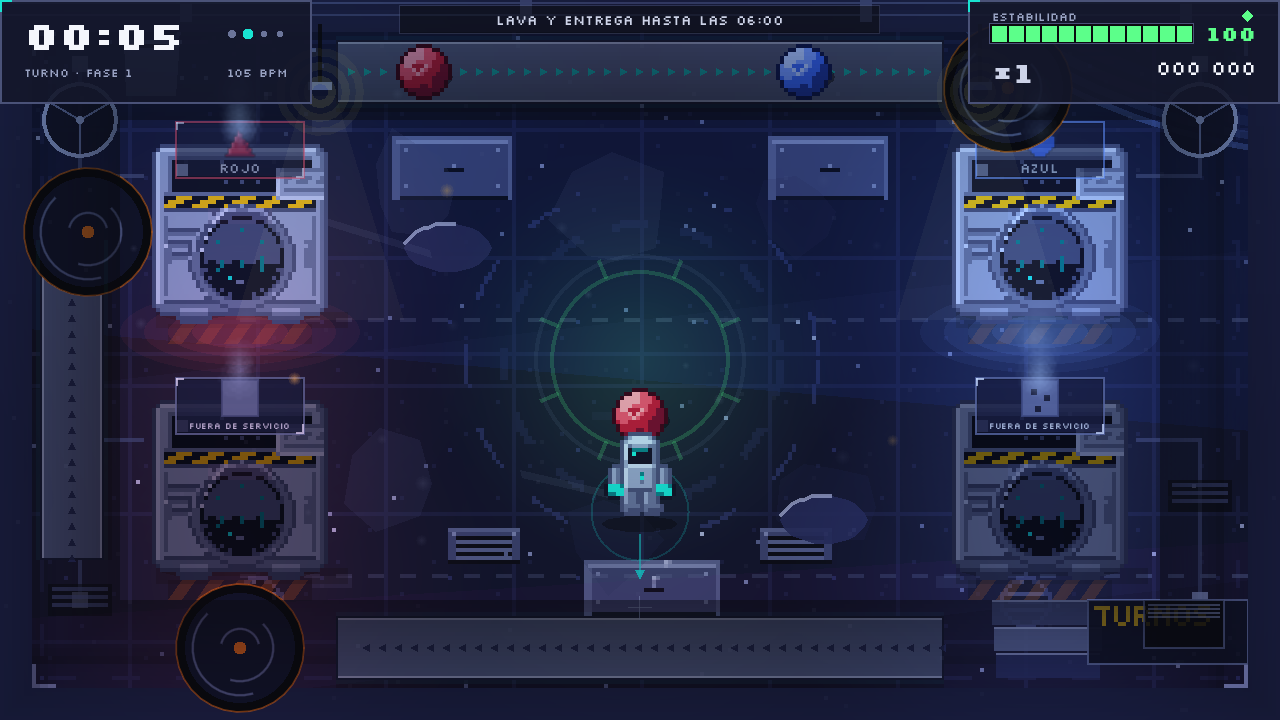 LAVA Y ENTREGA HASTA LAS 06:00
00:05
TURNO · FASE 1
105 BPM
ESTABILIDAD
100
x1
000 000
ROJO
AZUL
FUERA DE SERVICIO
FUERA DE SERVICIO
TURNOS